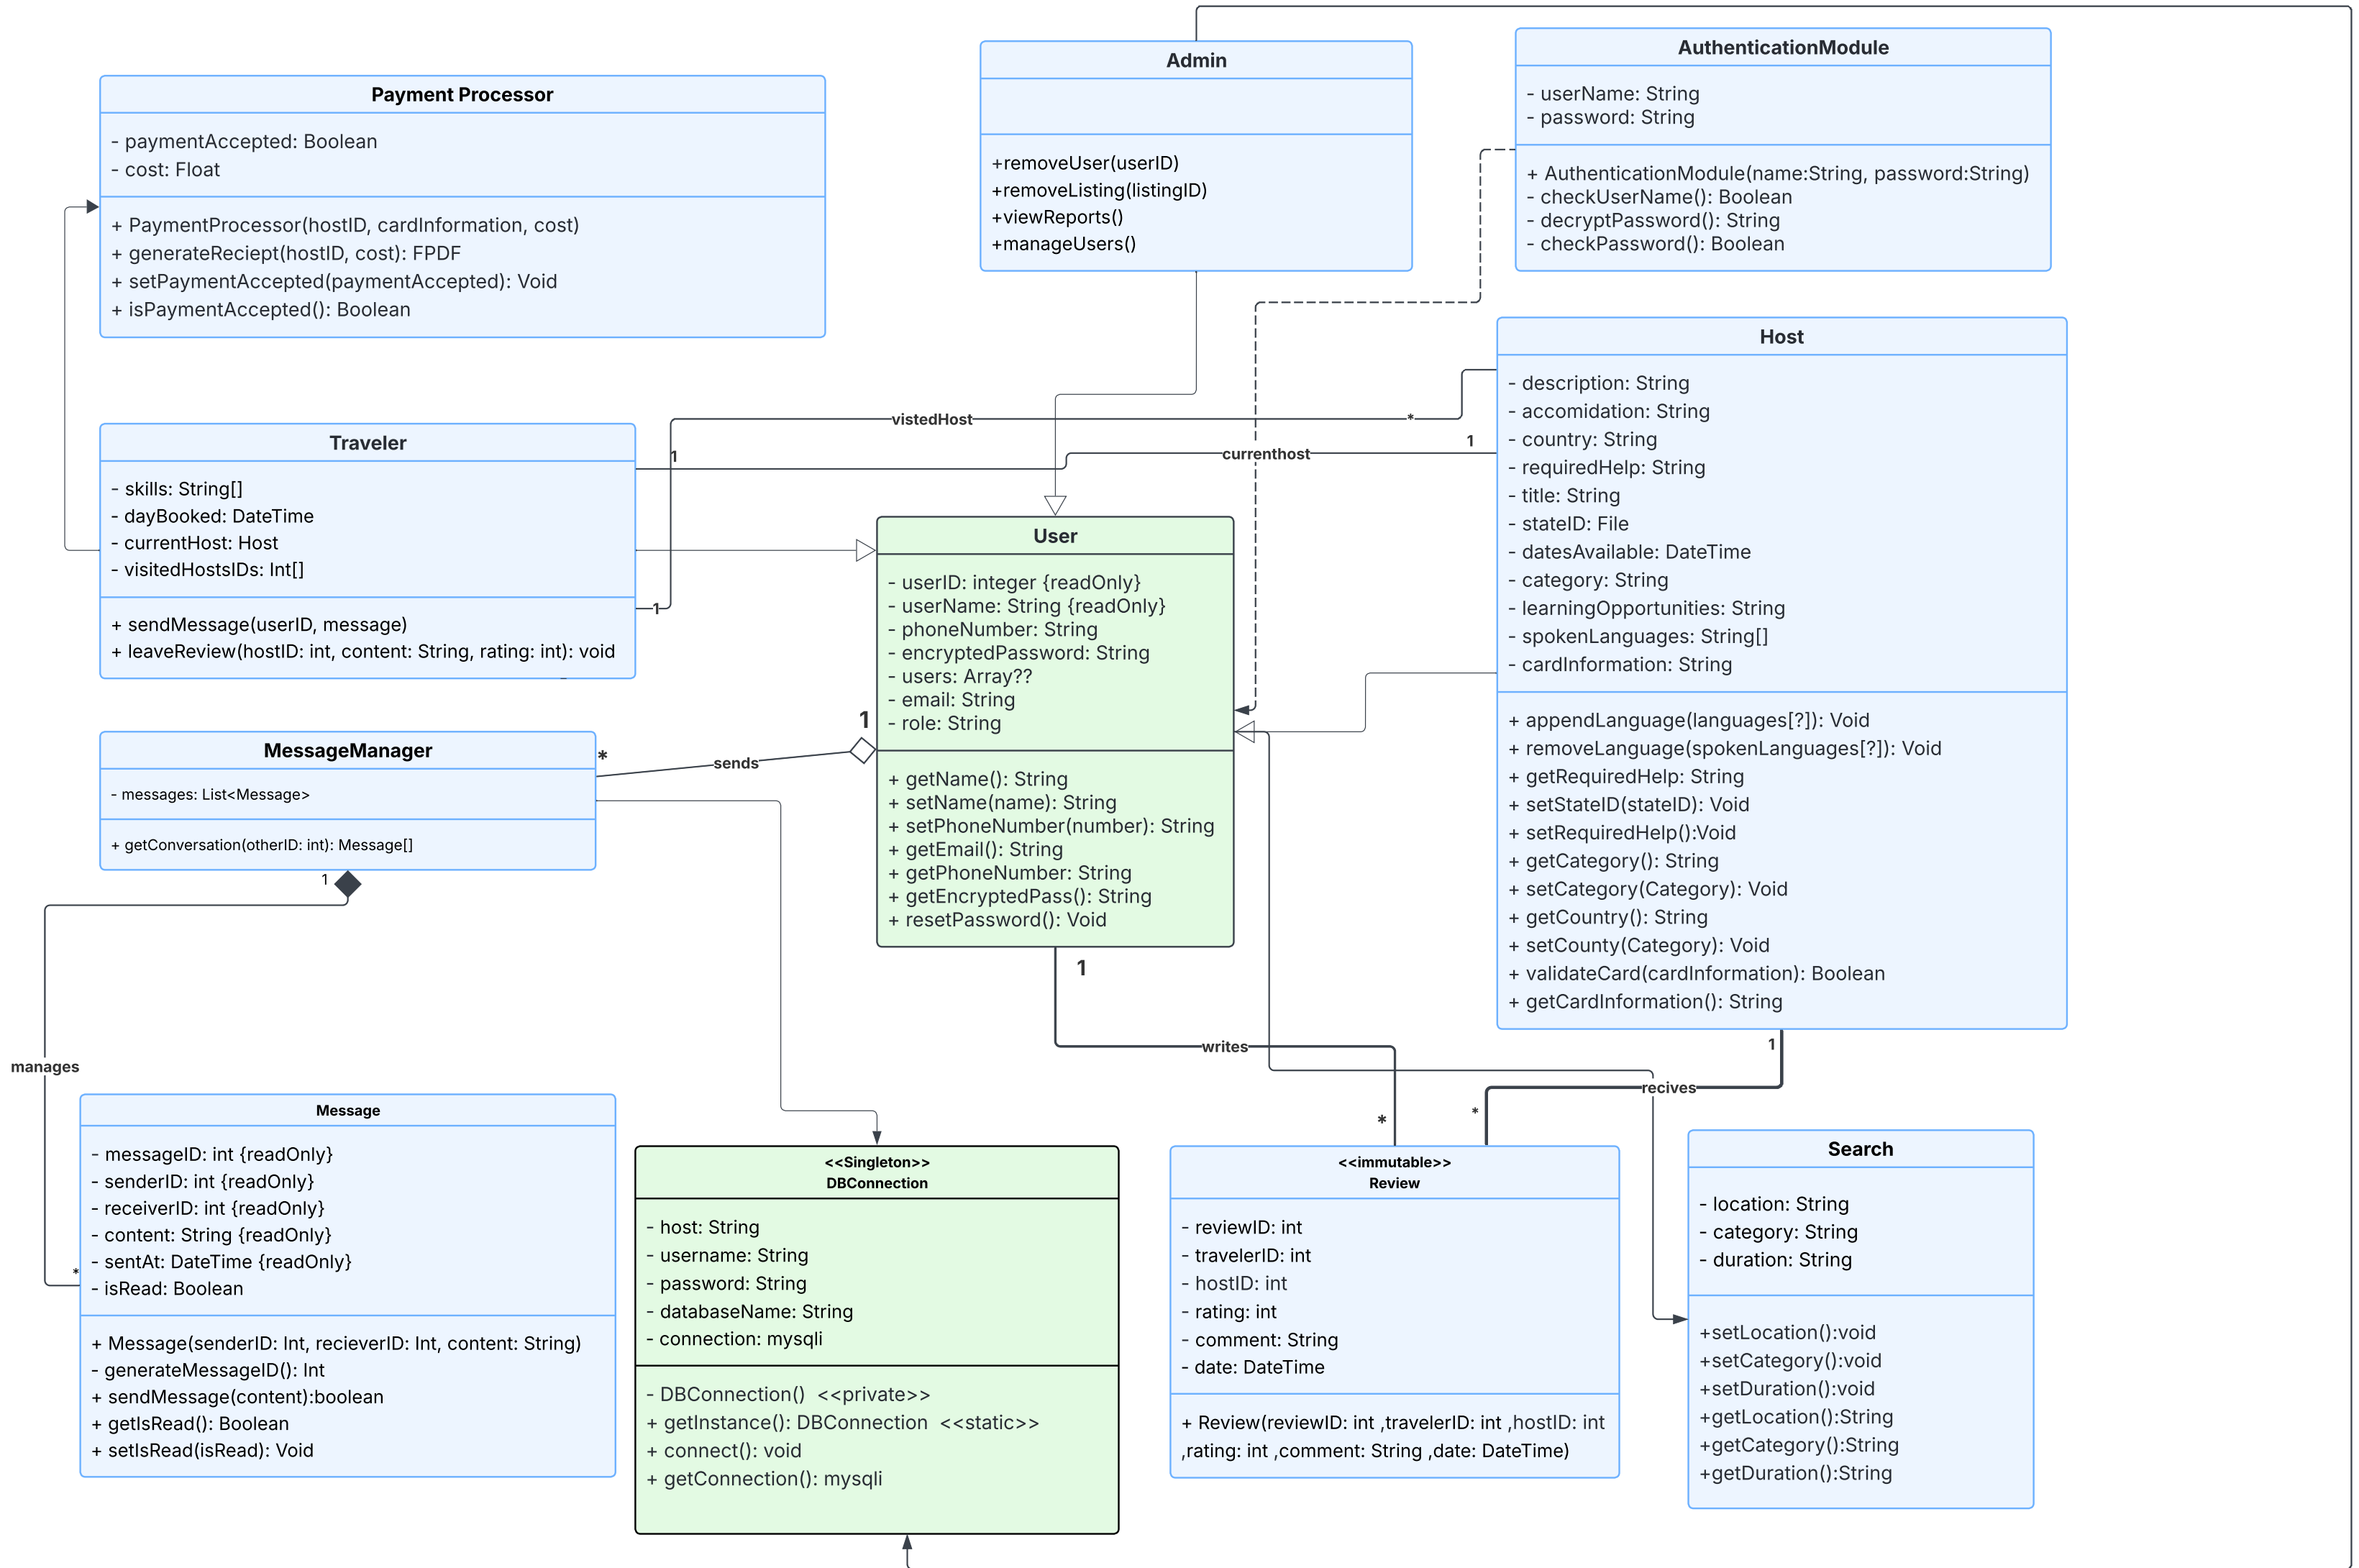 Payment Processor
- paymentAccepted: Boolean
- cost: Float
+ PaymentProcessor(hostID, cardInformation, cost)
+ generateReciept(hostID, cost): FPDF
+ setPaymentAccepted(paymentAccepted): Void
+ isPaymentAccepted(): Boolean
Admin
+removeUser(userID)
+removeListing(listingID)
+viewReports()
+manageUsers()
AuthenticationModule
- userName: String
- password: String
+ AuthenticationModule(name:String, password:String)
- checkUserName(): Boolean
- decryptPassword(): String
- checkPassword(): Boolean
Traveler
- skills: String[]
- dayBooked: DateTime
- currentHost: Host
- visitedHostsIDs: Int[]
+ sendMessage(userID, message)
+ leaveReview(hostID: int, content: String, rating: int): void
vistedHost
*
1
1
currenthost
1
Host
- description: String
- accomidation: String
- country: String
- requiredHelp: String
- title: String
- stateID: File
- datesAvailable: DateTime
- category: String
- learningOpportunities: String
- spokenLanguages: String[]
- cardInformation: String
+ appendLanguage(languages[?]): Void
+ removeLanguage(spokenLanguages[?]): Void
+ getRequiredHelp: String
+ setStateID(stateID): Void
+ setRequiredHelp():Void
+ getCategory(): String
+ setCategory(Category): Void
+ getCountry(): String
+ setCounty(Category): Void
+ validateCard(cardInformation): Boolean
+ getCardInformation(): String
User
- userID: integer {readOnly}
- userName: String {readOnly}
- phoneNumber: String
- encryptedPassword: String
- users: Array??
- email: String
- role: String
+ getName(): String
+ setName(name): String
+ setPhoneNumber(number): String
+ getEmail(): String
+ getPhoneNumber: String
+ getEncryptedPass(): String
+ resetPassword(): Void
MessageManager
- messages: List<Message>
+ getConversation(otherID: int): Message[]
*
sends
1
1
manages
*
1
writes
*
1
recives
*
Message
- messageID: int {readOnly}
- senderID: int {readOnly}
- receiverID: int {readOnly}
- content: String {readOnly}
- sentAt: DateTime {readOnly}
- isRead: Boolean
+ Message(senderID: Int, recieverID: Int, content: String)
- generateMessageID(): Int
+ sendMessage(content):boolean
+ getIsRead(): Boolean
+ setIsRead(isRead): Void
<<Singleton>>
DBConnection
- host: String
- username: String
- password: String
- databaseName: String
- connection: mysqli
- DBConnection() <<private>>
+ getInstance(): DBConnection <<static>>
+ connect(): void
+ getConnection(): mysqli
<<immutable>>
Review
- reviewID: int
- travelerID: int
- hostID: int
- rating: int
- comment: String
- date: DateTime
+ Review(reviewID: int ,travelerID: int ,hostID: int
,rating: int ,comment: String ,date: DateTime)
Search
- location: String
- category: String
- duration: String
+setLocation():void
+setCategory():void
+setDuration():void
+getLocation():String
+getCategory():String
+getDuration():String